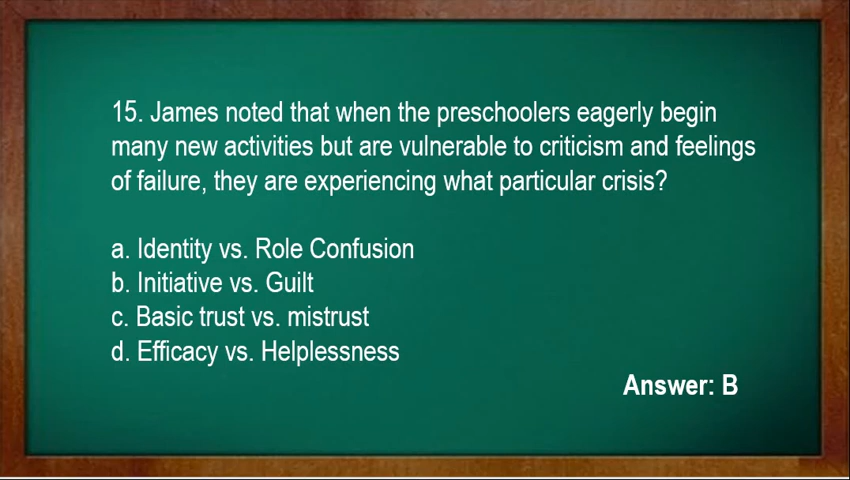 15. James noted that when the preschoolers eagerly begin
many new activities but are vulnerable to criticism and feelings
of failure, they are experiencing what particular crisis?
a. Identity vs. Role Confusion
b. Initiative vs. Guilt
c. Basic trust vs. mistrust
d. Efficacy vs. Helplessness
Answer: B